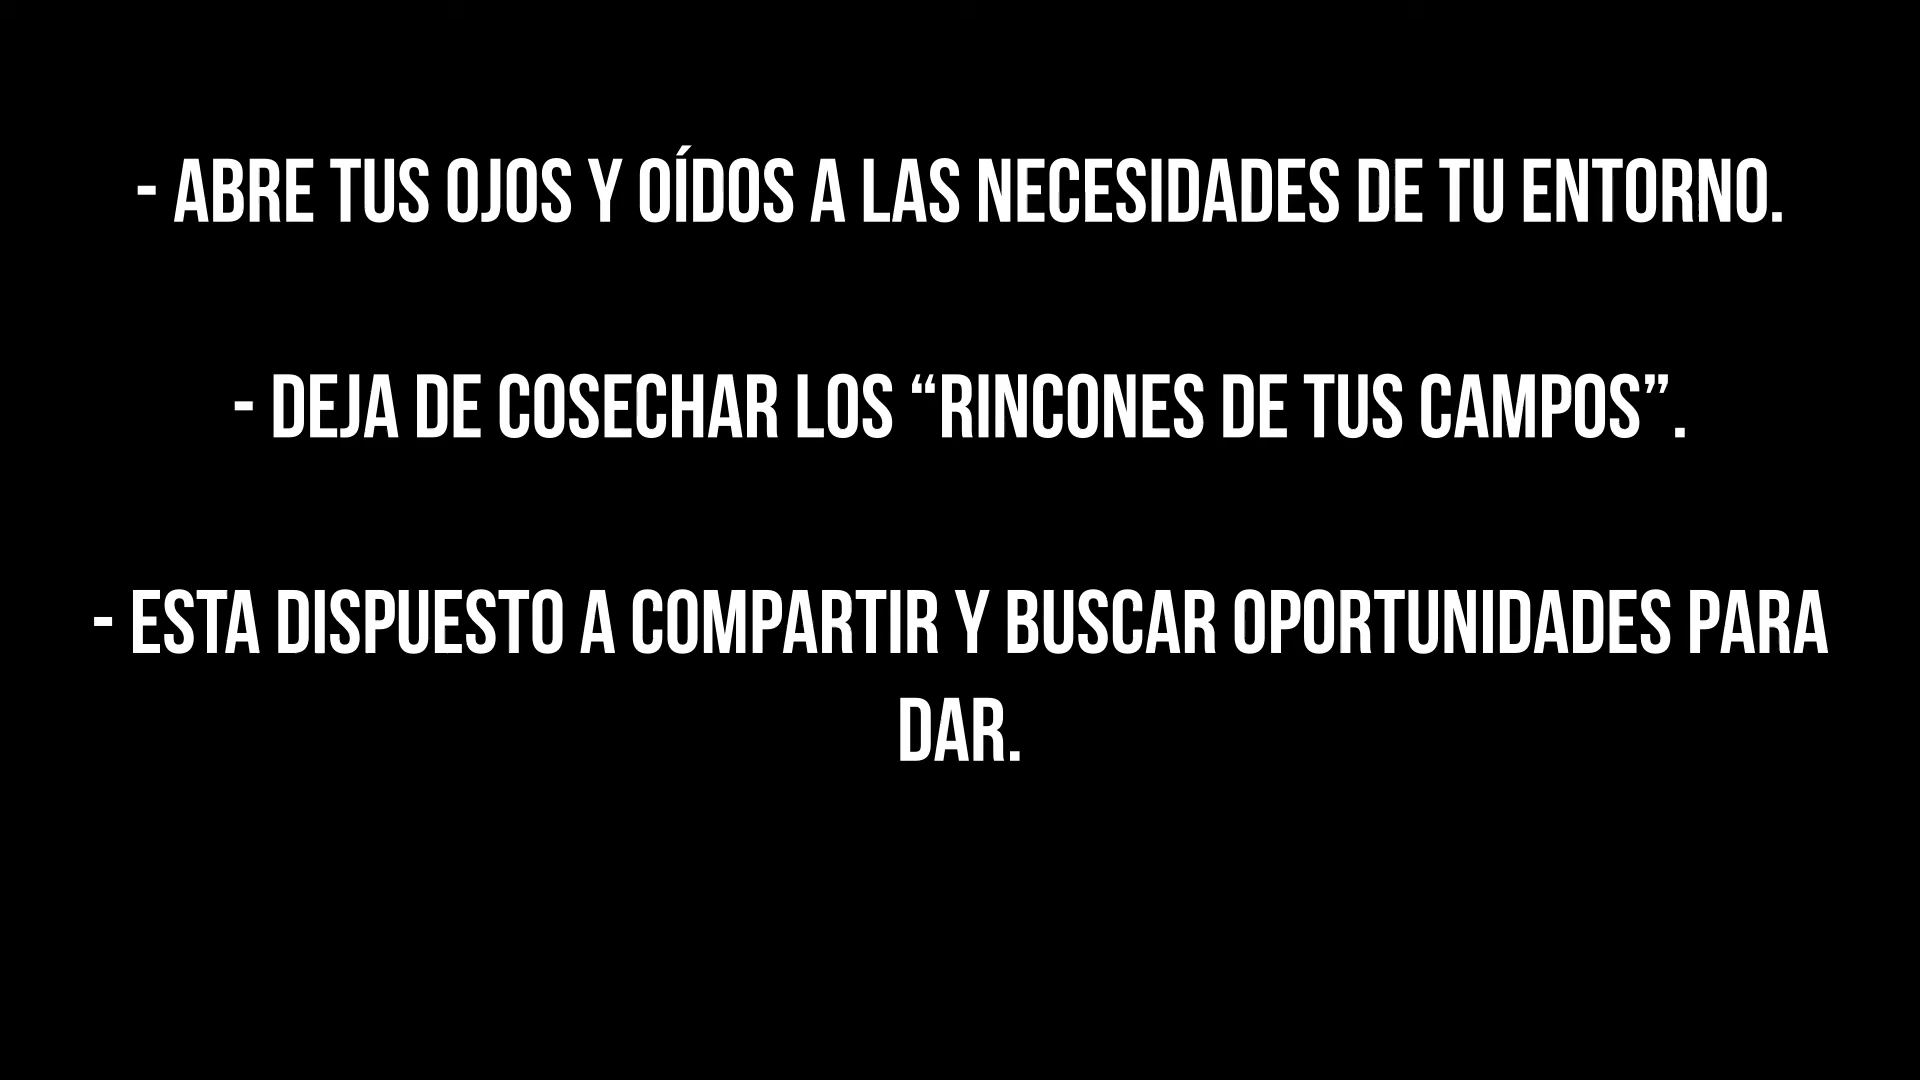 - ABRE TUS OJOS Y OÍDOS A LAS NECESIDADES DE TU ENTORNO.
- DEJA DE COSECHAR LOS “RINCONES DE TUS CAMPOS”.
- ESTA DISPUESTO A COMPARTIR Y BUSCAR OPORTUNIDADES PARA
DAR.